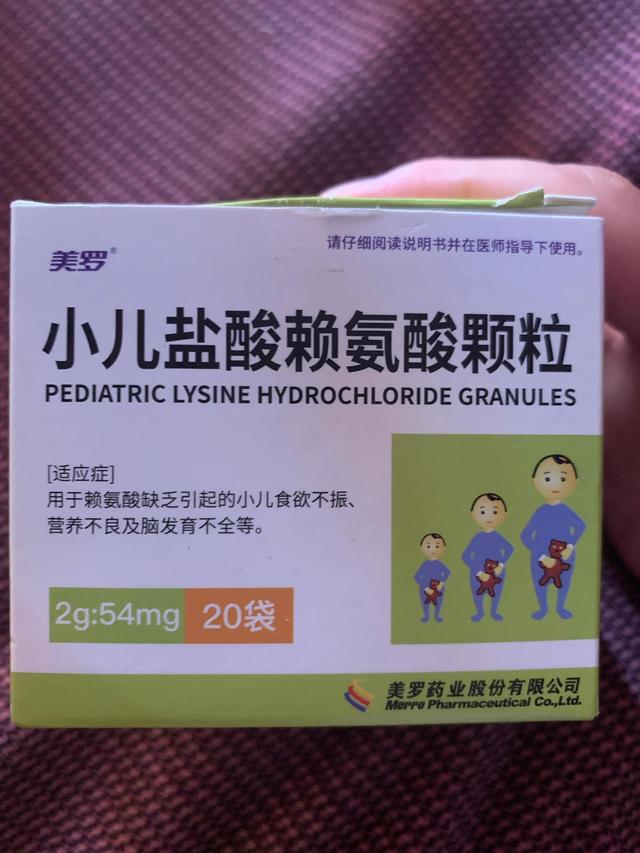 请仔细阅读说明书并在医师指导下使用。
美罗®
小儿盐酸赖氨酸颗粒
PEDIATRIC LYSINE HYDROCHLORIDE GRANULES
[适应症]
用于赖氨酸缺乏引起的小儿食欲不振、
营养不良及脑发育不全等。
2g:54mg 20袋
美罗药业股份有限公司
Merro Pharmaceutical Co.,Ltd.